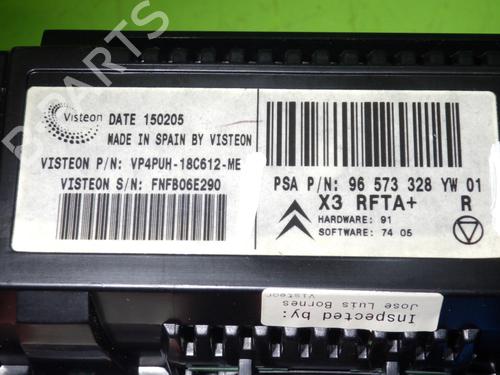 Visteon DATE 150205
MADE IN SPAIN BY VISTEON
VISTEON P/N: VP4PUH-18C612-ME
VISTEON S/N: FNFB06E290
PSA P/N: 96 573 328 YW 01
X3 RFTA+ R
HARDWARE: 91
SOFTWARE: 74 05
Inspected by:
Jose Luis Bornes
Visteon
B-PARTS